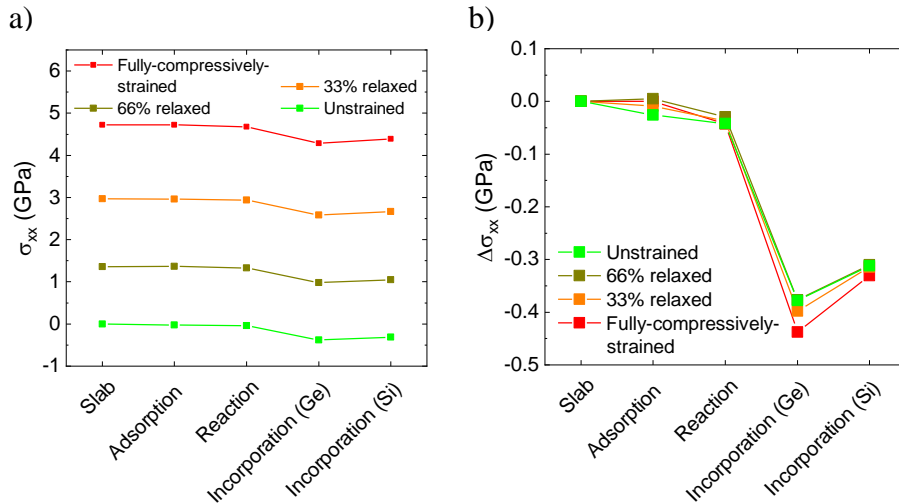 a)
6
5
4
3
2
1
0
-1
σxx (GPa)
Fully-compressively-
strained
33% relaxed
66% relaxed
Unstrained
Slab
Adsorption
Reaction
Incorporation (Ge)
Incorporation (Si)
b)
0.1
0.0
-0.1
-0.2
-0.3
-0.4
-0.5
Δσxx (GPa)
Unstrained
66% relaxed
33% relaxed
Fully-compressively-
strained
Slab
Adsorption
Reaction
Incorporation (Ge)
Incorporation (Si)